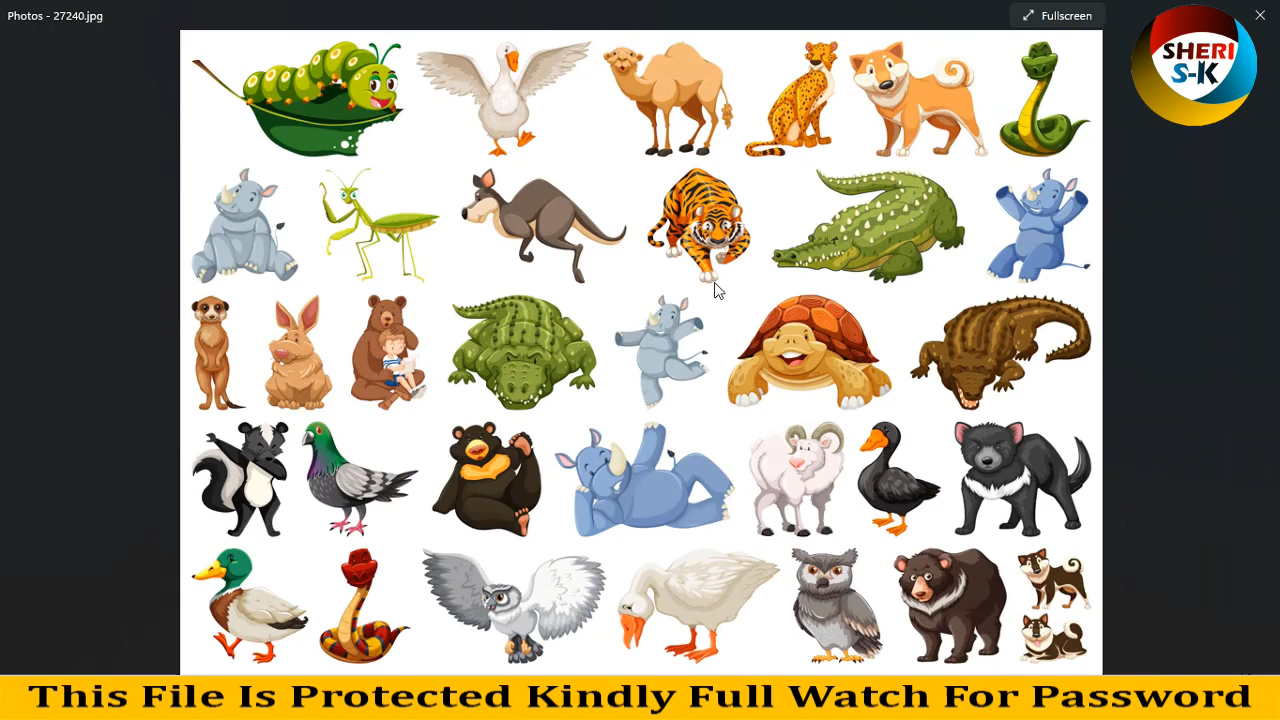 Photos - 27240.jpg
Fullscreen
SHERI
S-K
This File Is Protected Kindly Full Watch For Password